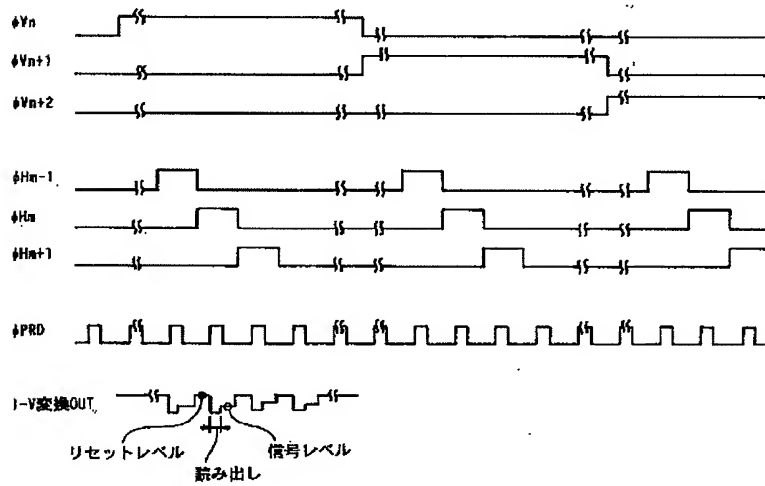 φVn
φVn+1
φVn+2
φHm-1
φHm
φHm+1
φPRD
I-V変換OUT
リセットレベル
信号レベル
読み出し